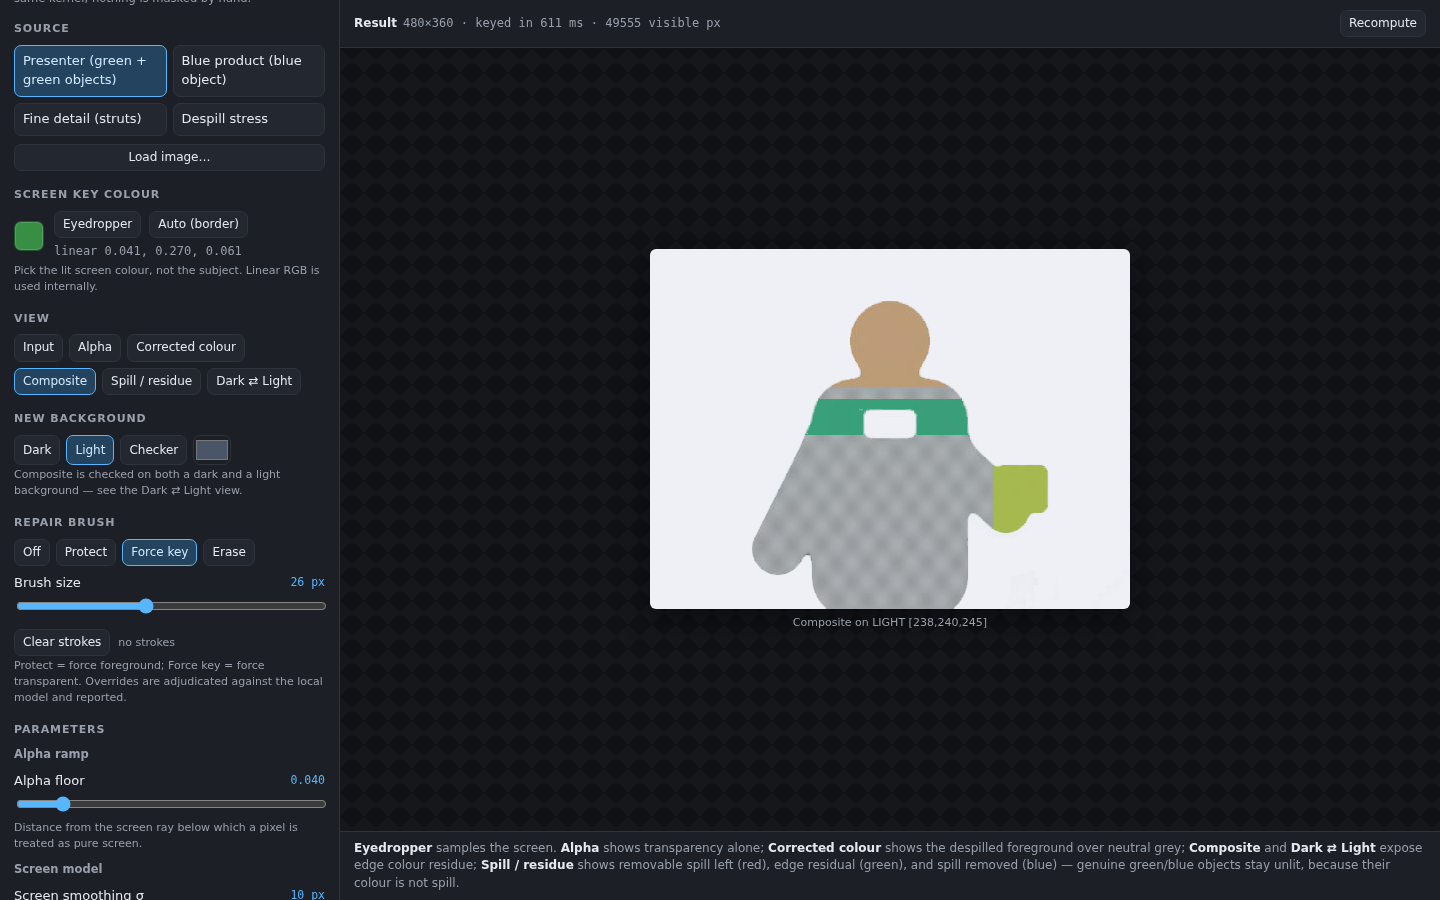 SOURCE
Presenter (green +
green objects)
Blue product (blue
object)
Fine detail (struts)
Despill stress
Load image...
SCREEN KEY COLOUR
Eyedropper
Auto (border)
linear 0.041, 0.270, 0.061
Pick the lit screen colour, not the subject. Linear RGB is
used internally.
VIEW
Input
Alpha
Corrected colour
Composite
Spill / residue
Dark ⇄ Light
NEW BACKGROUND
Dark
Light
Checker
Composite is checked on both a dark and a light
background — see the Dark ⇄ Light view.
REPAIR BRUSH
Off
Protect
Force key
Erase
Brush size
26 px
Clear strokes
no strokes
Protect = force foreground; Force key = force
transparent. Overrides are adjudicated against the local
model and reported.
PARAMETERS
Alpha ramp
Alpha floor
0.040
Distance from the screen ray below which a pixel is
treated as pure screen.
Screen model
Screen smoothing σ
10 px
Result 480×360 · keyed in 611 ms · 49555 visible px
Recompute
Composite on LIGHT [238,240,245]
Eyedropper samples the screen. Alpha shows transparency alone; Corrected colour shows the despilled foreground over neutral grey; Composite and Dark ⇄ Light expose
edge colour residue; Spill / residue shows removable spill left (red), edge residual (green), and spill removed (blue) — genuine green/blue objects stay unlit, because their
colour is not spill.